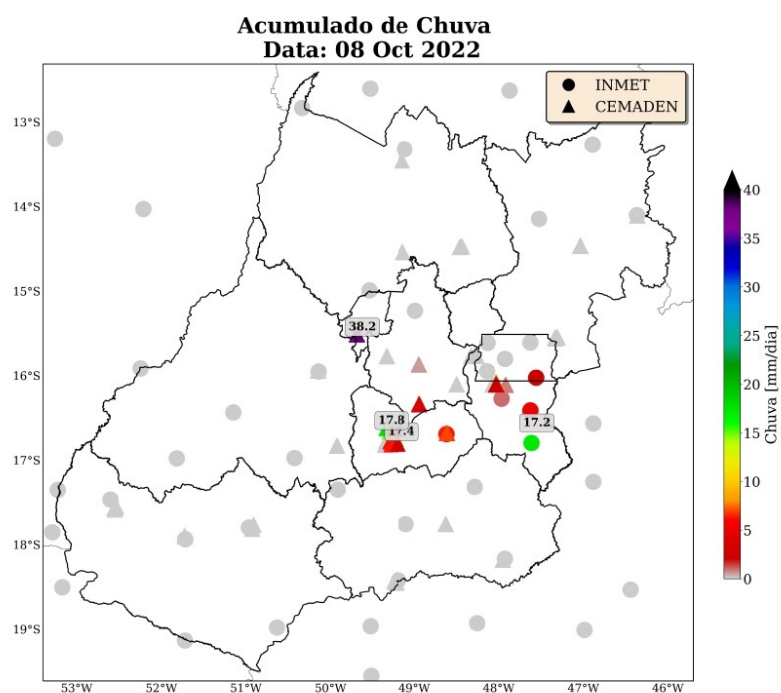 Acumulado de Chuva
Data: 08 Oct 2022
INMET
CEMADEN
13°S
14°S
15°S
16°S
17°S
18°S
19°S
38.2
17.8
17.4
17.2
53°W
52°W
51°W
50°W
49°W
48°W
47°W
46°W
40
35
30
25
20
15
10
5
0
Chuva [mm/dia]